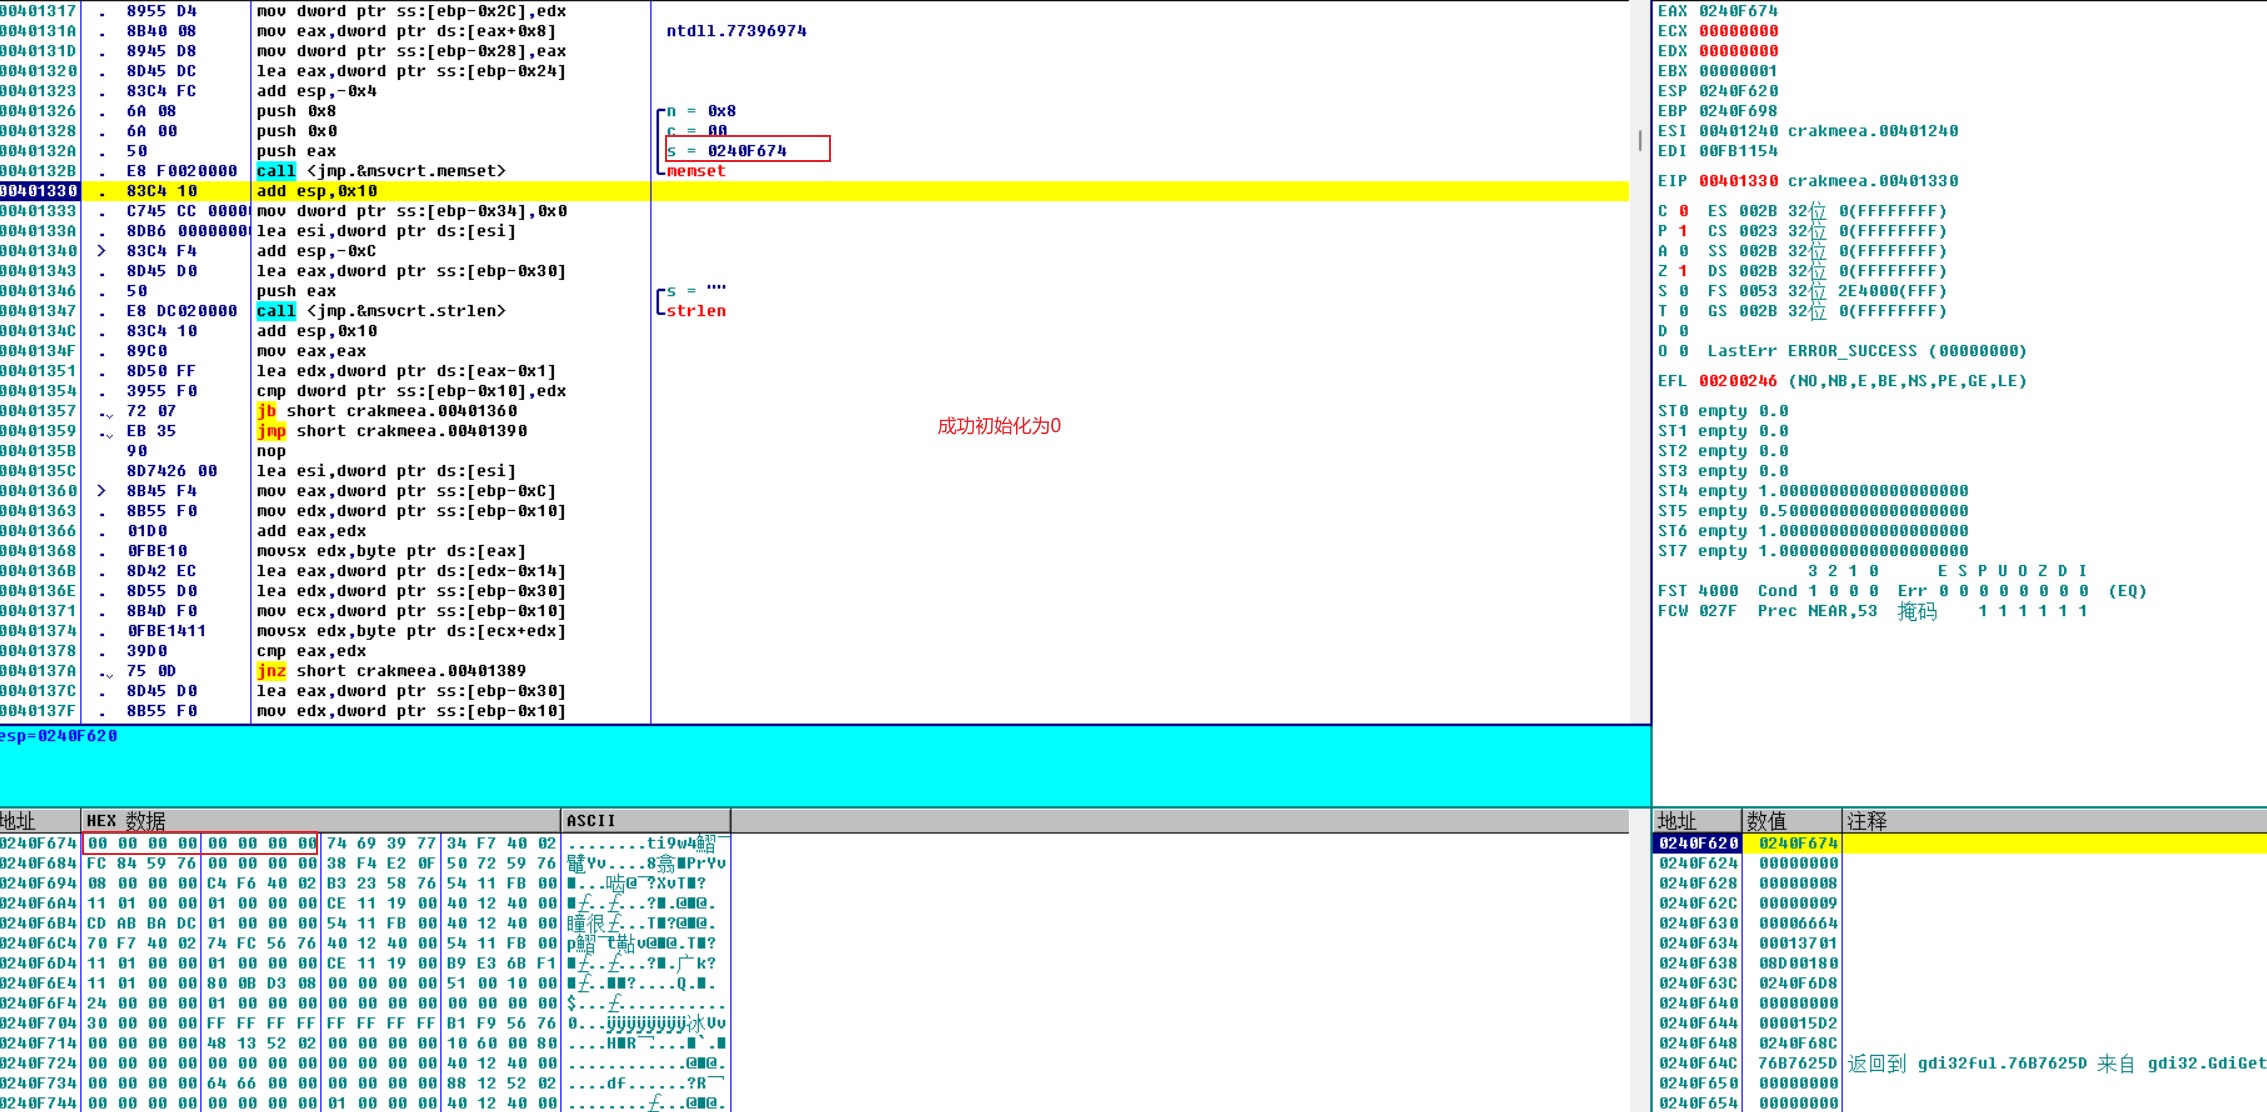 00401317 . 8955 D4 mov dword ptr ss:[ebp-0x2C],edx
0040131A . 8B40 08 mov eax,dword ptr ds:[eax+0x8] ntdll.77396974
0040131D . 8945 D8 mov dword ptr ss:[ebp-0x28],eax
00401320 . 8D45 DC lea eax,dword ptr ss:[ebp-0x24]
00401323 . 83C4 FC add esp,-0x4
00401326 . 6A 08 push 0x8 n = 0x8
00401328 . 6A 00 push 0x0 c = 00
0040132A . 50 push eax s = 0240F674
0040132B . E8 F0020000 call <jmp.&msvcrt.memset> memset
00401330 . 83C4 10 add esp,0x10
00401333 . C745 CC 0000 mov dword ptr ss:[ebp-0x34],0x0
0040133A . 8DB6 0000000 lea esi,dword ptr ds:[esi]
00401340 > 83C4 F4 add esp,-0xC
00401343 . 8D45 D0 lea eax,dword ptr ss:[ebp-0x30]
00401346 . 50 push eax s = ""
00401347 . E8 DC020000 call <jmp.&msvcrt.strlen> strlen
0040134C . 83C4 10 add esp,0x10
0040134F . 89C0 mov eax,eax
00401351 . 8D50 FF lea edx,dword ptr ds:[eax-0x1]
00401354 . 3955 F0 cmp dword ptr ss:[ebp-0x10],edx
00401357 . 72 07 jb short crakmeea.00401360
00401359 . EB 35 jmp short crakmeea.00401390
0040135B 90 nop
0040135C 8D7426 00 lea esi,dword ptr ds:[esi]
00401360 > 8B45 F4 mov eax,dword ptr ss:[ebp-0xC]
00401363 . 8B55 F0 mov edx,dword ptr ss:[ebp-0x10]
00401366 . 01D0 add eax,edx
00401368 . 0FBE10 movsx edx,byte ptr ds:[eax]
0040136B . 8D42 EC lea eax,dword ptr ds:[edx-0x14]
0040136E . 8D55 D0 lea edx,dword ptr ss:[ebp-0x30]
00401371 . 8B4D F0 mov ecx,dword ptr ss:[ebp-0x10]
00401374 . 0FBE1411 movsx edx,byte ptr ds:[ecx+edx]
00401378 . 39D0 cmp eax,edx
0040137A . 75 0D jnz short crakmeea.00401389
0040137C . 8D45 D0 lea eax,dword ptr ss:[ebp-0x30]
0040137F . 8B55 F0 mov edx,dword ptr ss:[ebp-0x10]
成功初始化为0
esp=0240F620
EAX 0240F674
ECX 00000000
EDX 00000000
EBX 00000001
ESP 0240F620
EBP 0240F698
ESI 00401240 crakmeea.00401240
EDI 00FB1154
EIP 00401330 crakmeea.00401330
C 0 ES 002B 32位 0(FFFFFFFF)
P 1 CS 0023 32位 0(FFFFFFFF)
A 0 SS 002B 32位 0(FFFFFFFF)
Z 1 DS 002B 32位 0(FFFFFFFF)
S 0 FS 0053 32位 2E4000(FFF)
T 0 GS 002B 32位 0(FFFFFFFF)
D 0
O 0 LastErr ERROR_SUCCESS (00000000)
EFL 00200246 (NO,NB,E,BE,NS,PE,GE,LE)
ST0 empty 0.0
ST1 empty 0.0
ST2 empty 0.0
ST3 empty 0.0
ST4 empty 1.0000000000000000000
ST5 empty 0.5000000000000000000
ST6 empty 1.0000000000000000000
ST7 empty 1.0000000000000000000
3 2 1 0 E S P U O Z D I
FST 4000 Cond 1 0 0 0 Err 0 0 0 0 0 0 0 0 (EQ)
FCW 027F Prec NEAR,53 掩码 1 1 1 1 1 1
地址 HEX 数据 ASCII
0240F674 00 00 00 00 00 00 00 00 74 69 39 77 34 F7 40 02 ........ti9w4
0240F684 FC 84 59 76 00 00 00 00 38 F4 E2 0F 50 72 59 76
0240F694 08 00 00 00 C4 F6 40 02 B3 23 58 76 54 11 FB 00
0240F6A4 11 01 00 00 01 00 00 00 CE 11 19 00 40 12 40 00
0240F6B4 CD AB BA DC 01 00 00 00 54 11 FB 00 40 12 40 00
0240F6C4 70 F7 40 02 74 FC 56 76 40 12 40 00 54 11 FB 00
0240F6D4 11 01 00 00 01 00 00 00 CE 11 19 00 B9 E3 6B F1
0240F6E4 11 01 00 00 80 0B D3 08 00 00 00 00 51 00 10 00
0240F6F4 24 00 00 00 01 00 00 00 00 00 00 00 00 00 00 00
0240F704 30 00 00 00 FF FF FF FF FF FF FF FF B1 F9 56 76 0...ÿÿÿÿÿÿÿÿ冰Vv
0240F714 00 00 00 00 48 13 52 02 00 00 00 00 10 60 00 80
0240F724 00 00 00 00 00 00 00 00 00 00 00 00 40 12 40 00
0240F734 00 00 00 00 64 66 00 00 00 00 00 00 88 12 52 02
0240F744 00 00 00 00 00 00 00 00 01 00 00 00 40 12 40 00
地址 数值 注释
0240F620 0240F674
0240F624 00000000
0240F628 00000008
0240F62C 00000009
0240F630 00006664
0240F634 00013701
0240F638 08D00180
0240F63C 0240F6D8
0240F640 00000000
0240F644 000015D2
0240F648 0240F68C
0240F64C 76B7625D 返回到 gdi32ful.76B7625D 来自 gdi32.GdiGet
0240F650 00000000
0240F654 00000000